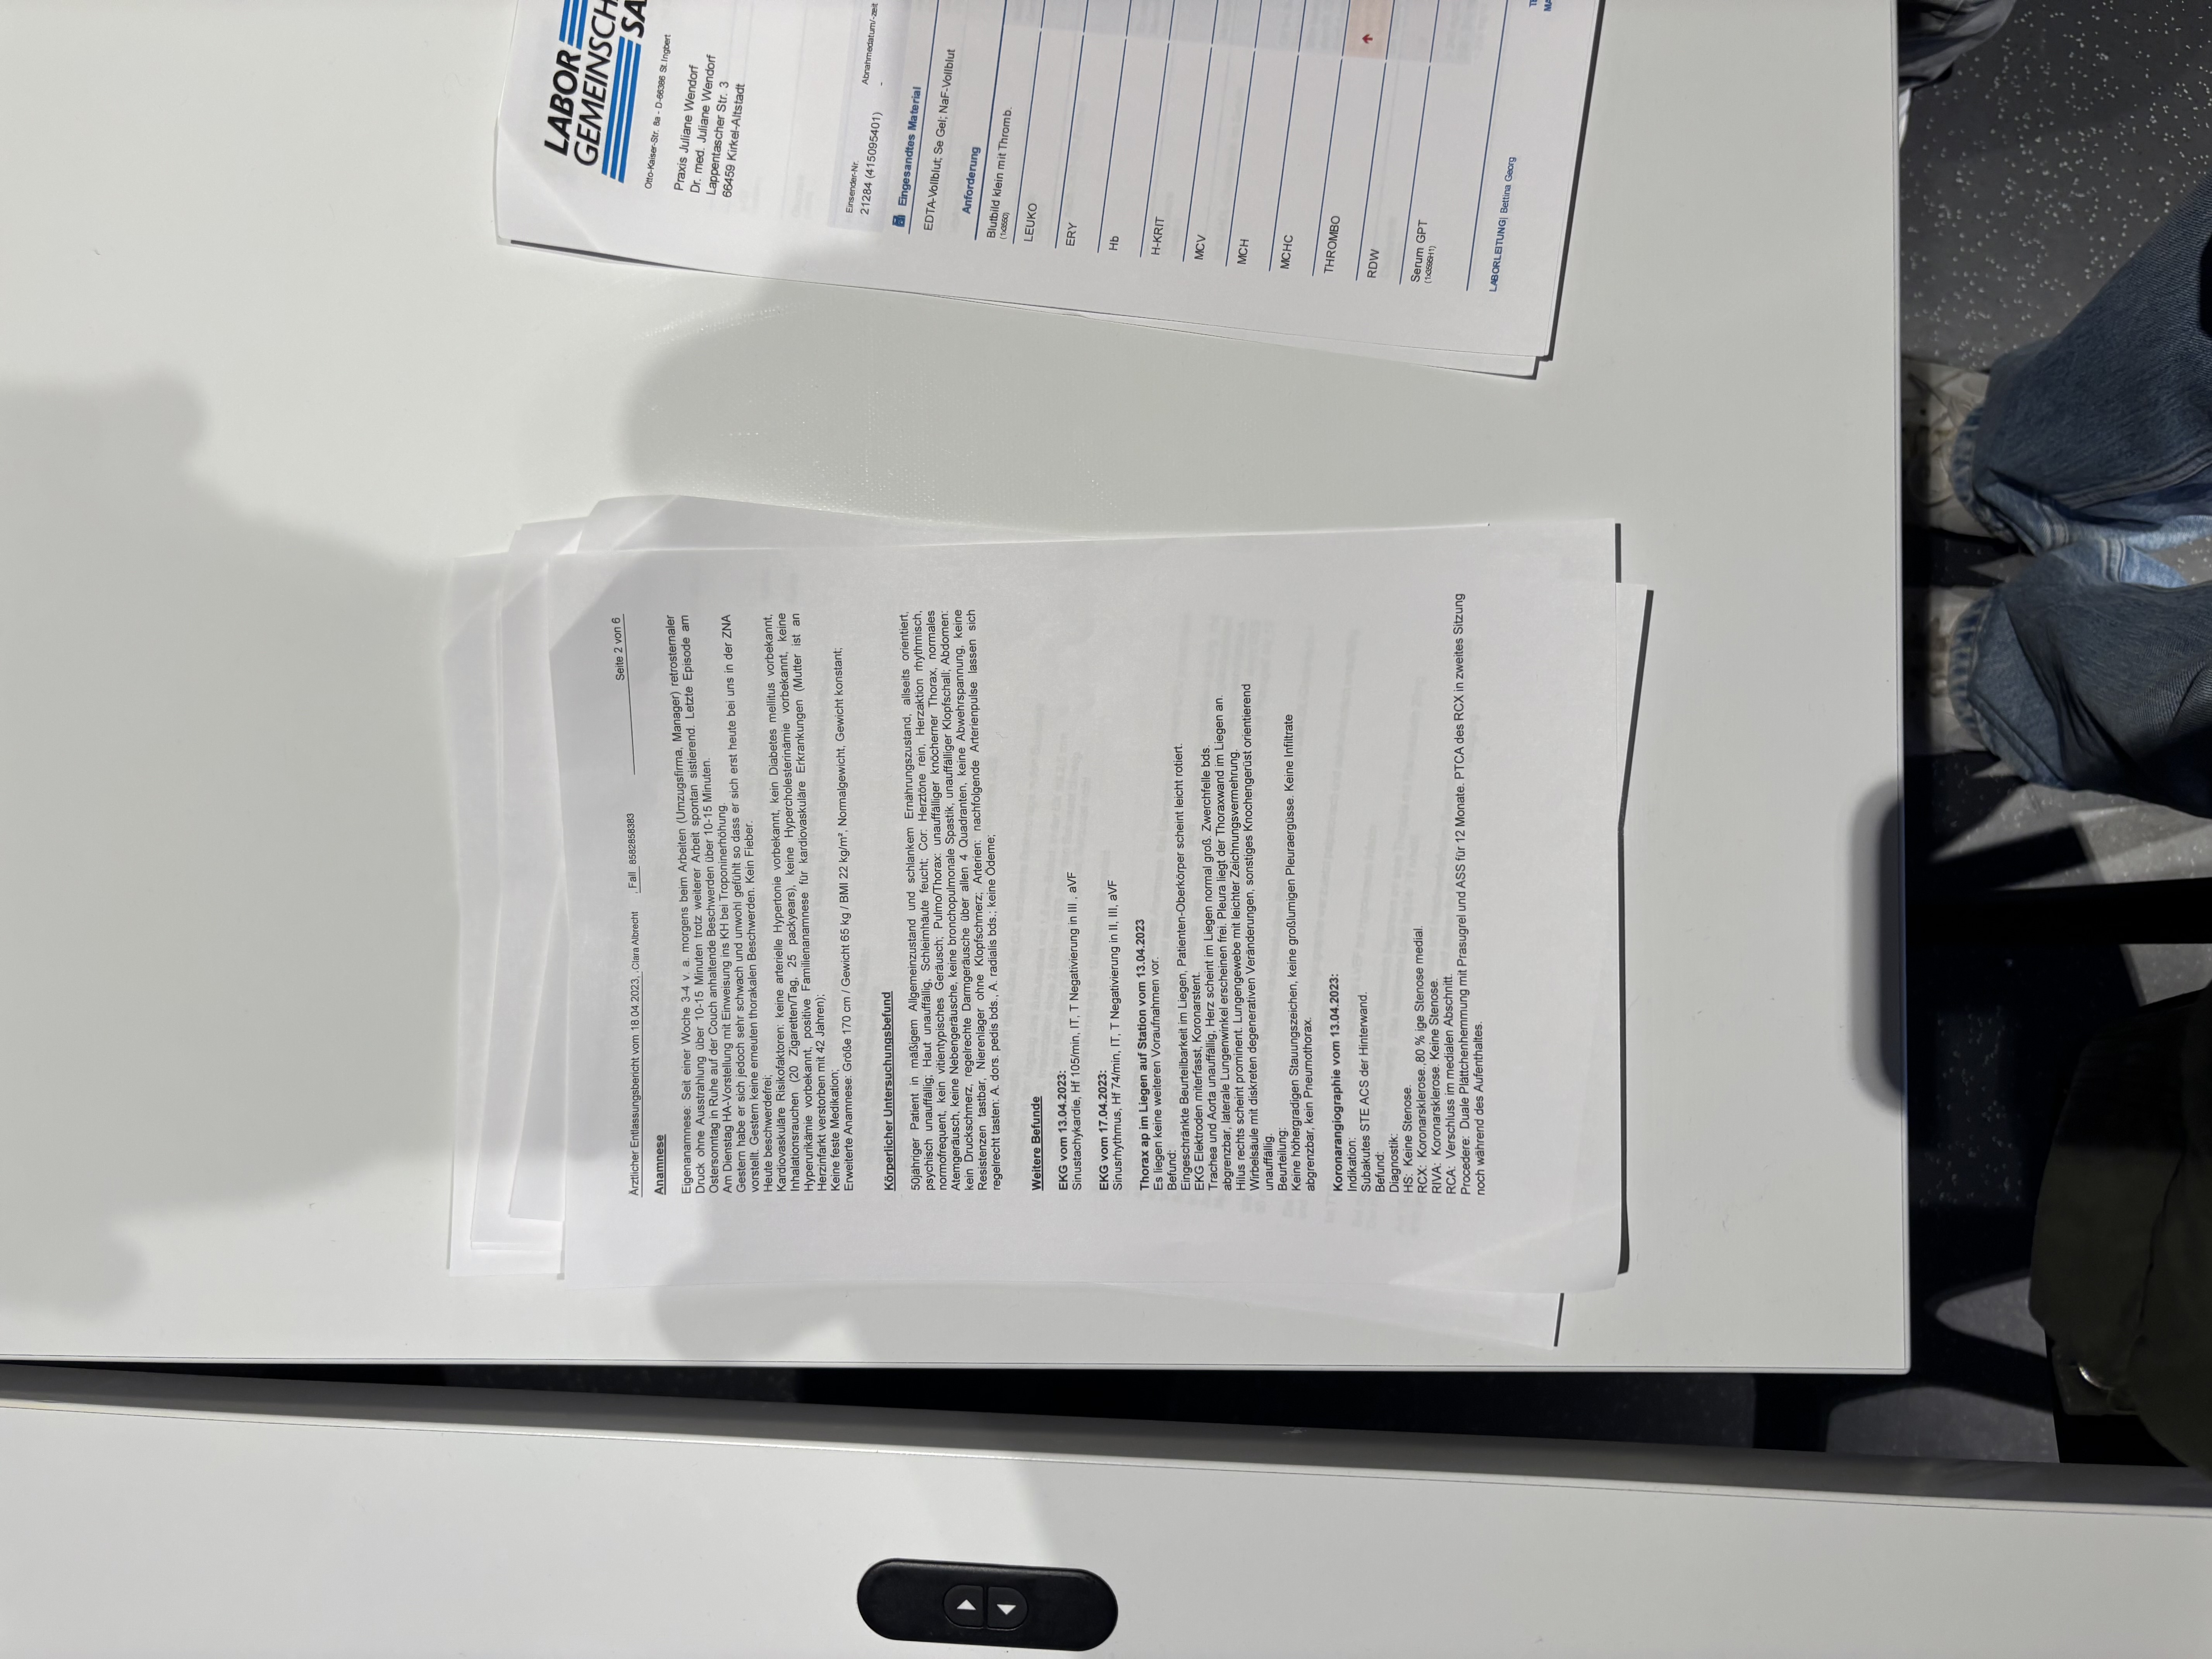 Ärztlicher Entlassungsbericht vom 18.04.2023, . Clara Albrecht , Fall 8582858383 Seite 2 von 6
Anamnese
Eigenanamnese: Seit einer Woche 3-4 v. a. morgens beim Arbeiten (Umzugsfirma, Manager) retrosternaler
Druck ohne Ausstrahlung über 10-15 Minuten trotz weiterer Arbeit spontan sistierend. Letzte Episode am
Ostersonntag in Ruhe auf der Couch anhaltende Beschwerden über 10-15 Minuten.
Am Dienstag HA-Vorstellung mit Einweisung ins KH bei Troponinerhöhung.
Gestern habe er sich jedoch sehr schwach und unwohl gefühlt so dass er sich erst heute bei uns in der ZNA
vorstellt. Gestern keine erneuten thorakalen Beschwerden. Kein Fieber.
Heute beschwerdefrei;
Kardiovaskuläre Risikofaktoren: keine arterielle Hypertonie vorbekannt, kein Diabetes mellitus vorbekannt,
Inhalationsrauchen (20 Zigaretten/Tag, 25 packyears), keine Hypercholesterinämie vorbekannt, keine
Hyperurikämie vorbekannt, positive Familienanamnese für kardiovaskuläre Erkrankungen (Mutter ist an
Herzinfarkt verstorben mit 42 Jahren);
Keine feste Medikation;
Erweiterte Anamnese: Größe 170 cm / Gewicht 65 kg / BMI 22 kg/m², Normalgewicht, Gewicht konstant;
Körperlicher Untersuchungsbefund
50jähriger Patient in mäßigem Allgemeinzustand und schlankem Ernährungszustand, allseits orientiert,
psychisch unauffällig; Haut unauffällig, Schleimhäute feucht; Cor: Herztöne rein, Herzaktion rhythmisch,
normofrequent, kein vitientypisches Geräusch; Pulmo/Thorax: unauffälliger knöcherner Thorax, normales
Atemgeräusch, keine Nebengeräusche, keine bronchopulmonale Spastik, unauffälliger Klopfschall; Abdomen:
kein Druckschmerz, regelrechte Darmgeräusche über allen 4 Quadranten, keine Abwehrspannung, keine
Resistenzen tastbar, Nierenlager ohne Klopfschmerz; Arterien: nachfolgende Arterienpulse lassen sich
regelrecht tasten: A. dors. pedis bds., A. radialis bds.; keine Ödeme;
Weitere Befunde
EKG vom 13.04.2023:
Sinustachykardie, Hf 105/min, IT, T Negativierung in III , aVF
EKG vom 17.04.2023:
Sinusrhythmus, Hf 74/min, IT, T Negativierung in II, III, aVF
Thorax ap im Liegen auf Station vom 13.04.2023
Es liegen keine weiteren Voraufnahmen vor.
Befund:
Eingeschränkte Beurteilbarkeit im Liegen, Patienten-Oberkörper scheint leicht rotiert.
EKG Elektroden miterfasst, Koronarstent.
Trachea und Aorta unauffällig, Herz scheint im Liegen normal groß. Zwerchfelle bds.
abgrenzbar, laterale Lungenwinkel erscheinen frei. Pleura liegt der Thoraxwand im Liegen an.
Hilus rechts scheint prominent. Lungengewebe mit leichter Zeichnungsvermehrung.
Wirbelsäule mit diskreten degenerativen Veränderungen, sonstiges Knochengerüst orientierend
unauffällig.
Beurteilung:
Keine höhergradigen Stauungszeichen, keine großlumigen Pleuraergüsse. Keine Infiltrate
abgrenzbar, kein Pneumothorax.
Koronarangiographie vom 13.04.2023:
Indikation:
Subakutes STE ACS der Hinterwand.
Befund:
Diagnostik:
HS: Keine Stenose.
RCX: Koronarsklerose.,80 % ige Stenose medial.
RIVA: Koronarsklerose. Keine Stenose.
RCA: Verschluss im medialen Abschnitt.
Procedere: Duale Plättchenhemmung mit Prasugrel und ASS für 12 Monate. PTCA des RCX in zweites Sitzung
noch während des Aufenthaltes.
LABOR
GEMEINSCH
SA
Otto-Kaiser-Str. 8a - D-66386 St.Ingbert
Praxis Juliane Wendorf
Dr. med. Juliane Wendorf
Lappentascher Str. 3
66459 Kirkel-Altstadt
Einsender-Nr. Abnahmedatum/-zeit
21284 (415095401) -
Eingesandtes Material
EDTA-Vollblut; Se Gel; NaF-Vollblut
Anforderung
Blutbild klein mit Thromb.
(1x3550)
LEUKO
ERY
Hb
H-KRIT
MCV
MCH
MCHC
THROMBO
RDW
Serum GPT
(1x3595H1)
LABORLEITUNG| Bettina Georg
TE
MA